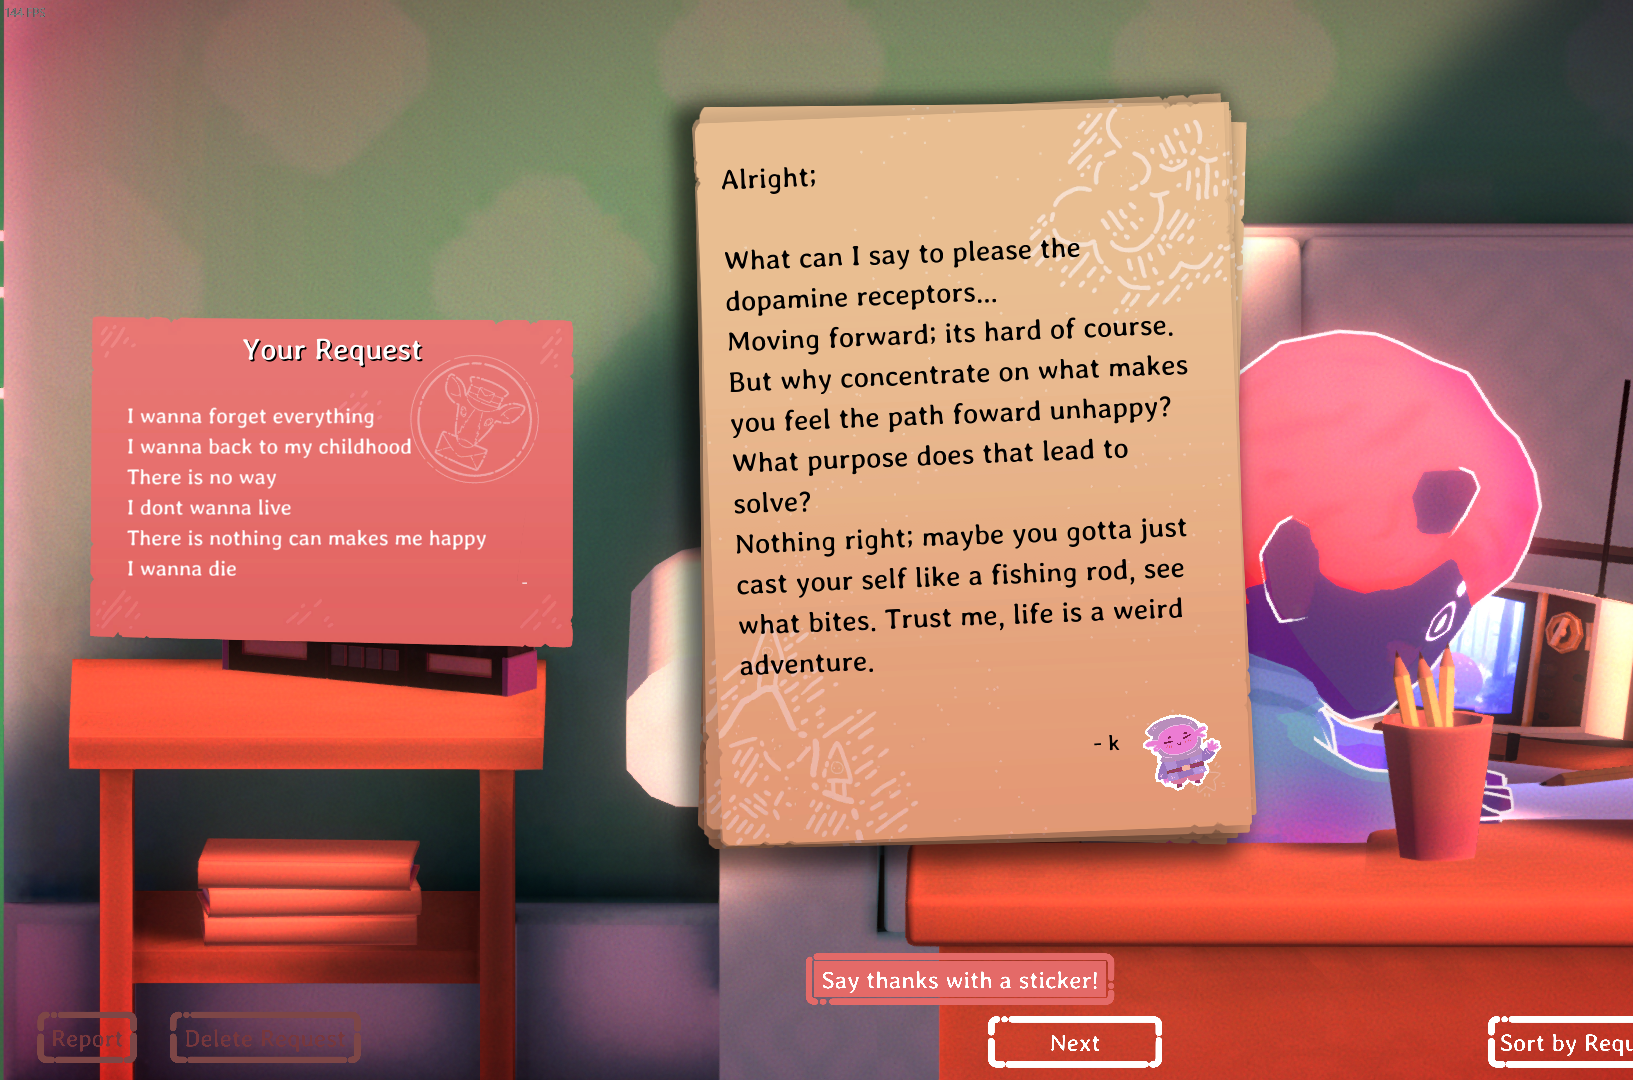 Your Request
I wanna forget everything
I wanna back to my childhood
There is no way
I dont wanna live
There is nothing can makes me happy
I wanna die
-
Alright;
What can I say to please the
dopamine receptors...
Moving forward; its hard of course.
But why concentrate on what makes
you feel the path foward unhappy?
What purpose does that lead to
solve?
Nothing right; maybe you gotta just
cast your self like a fishing rod, see
what bites. Trust me, life is a weird
adventure.
- k
Say thanks with a sticker!
Report
Delete Request
Next
Sort by Requ